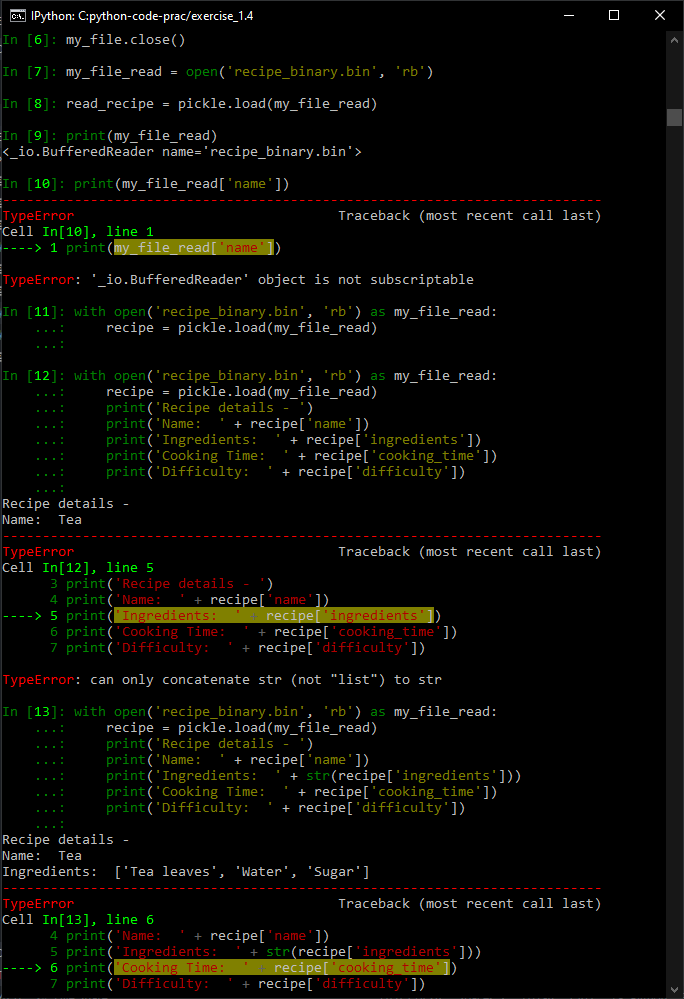 IPython: C:python-code-prac/exercise_1.4
In [6]: my_file.close()
In [7]: my_file_read = open('recipe_binary.bin', 'rb')
In [8]: read_recipe = pickle.load(my_file_read)
In [9]: print(my_file_read)
<_io.BufferedReader name='recipe_binary.bin'>
In [10]: print(my_file_read['name'])
---------------------------------------------------------------------------
TypeError                                 Traceback (most recent call last)
Cell In[10], line 1
----> 1 print(my_file_read['name'])
TypeError: '_io.BufferedReader' object is not subscriptable
In [11]: with open('recipe_binary.bin', 'rb') as my_file_read:
    ...:     recipe = pickle.load(my_file_read)
    ...:
In [12]: with open('recipe_binary.bin', 'rb') as my_file_read:
    ...:     recipe = pickle.load(my_file_read)
    ...:     print('Recipe details - ')
    ...:     print('Name:  ' + recipe['name'])
    ...:     print('Ingredients:  ' + recipe['ingredients'])
    ...:     print('Cooking Time:  ' + recipe['cooking_time'])
    ...:     print('Difficulty:  ' + recipe['difficulty'])
    ...:
Recipe details -
Name:  Tea
---------------------------------------------------------------------------
TypeError                                 Traceback (most recent call last)
Cell In[12], line 5
      3 print('Recipe details - ')
      4 print('Name:  ' + recipe['name'])
----> 5 print('Ingredients:  ' + recipe['ingredients'])
      6 print('Cooking Time:  ' + recipe['cooking_time'])
      7 print('Difficulty:  ' + recipe['difficulty'])
TypeError: can only concatenate str (not "list") to str
In [13]: with open('recipe_binary.bin', 'rb') as my_file_read:
    ...:     recipe = pickle.load(my_file_read)
    ...:     print('Recipe details - ')
    ...:     print('Name:  ' + recipe['name'])
    ...:     print('Ingredients:  ' + str(recipe['ingredients']))
    ...:     print('Cooking Time:  ' + recipe['cooking_time'])
    ...:     print('Difficulty:  ' + recipe['difficulty'])
    ...:
Recipe details -
Name:  Tea
Ingredients:  ['Tea leaves', 'Water', 'Sugar']
---------------------------------------------------------------------------
TypeError                                 Traceback (most recent call last)
Cell In[13], line 6
      4 print('Name:  ' + recipe['name'])
      5 print('Ingredients:  ' + str(recipe['ingredients']))
----> 6 print('Cooking Time:  ' + recipe['cooking_time'])
      7 print('Difficulty:  ' + recipe['difficulty'])